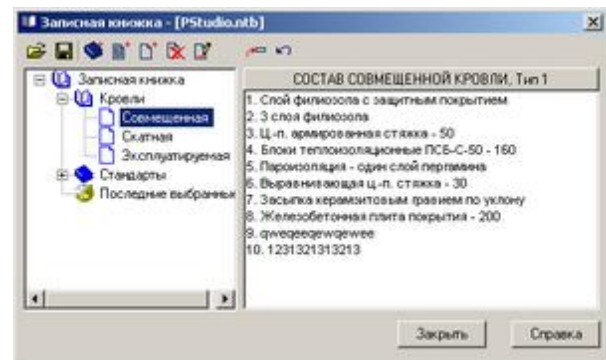 Записная книжка - [PStudio.ntb]
Записная книжка
Кровли
Совмещенная
Скатная
Эксплуатируемая
Стандарты
Последние выбранные
СОСТАВ СОВМЕЩЕННОЙ КРОВЛИ, Тип 1
1. Слой филизола с защитным покрытием
2. 3 слоя филизола
3. Ц.-п. армированная стяжка - 50
4. Блоки теплоизоляционные ПСБ-С-50 - 160
5. Пароизоляция - один слой пергамина
6. Выравнивающая ц.-п. стяжка - 30
7. Засыпка керамзитовым гравием по уклону
8. Железобетонная плита покрытия - 200
9. qweqeeqewqewee
10. 1231321313213
Закрыть
Справка